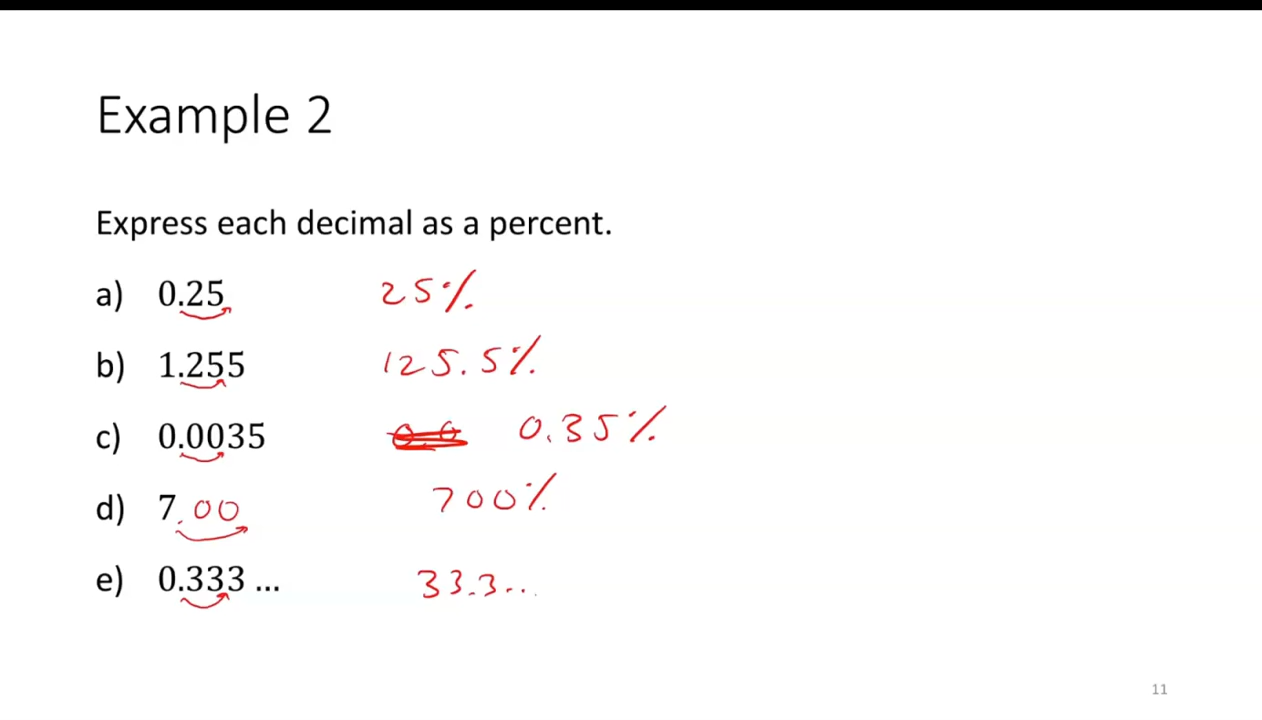 Example 2
Express each decimal as a percent.
a) 0.25 25%
b) 1.255 125.5%
c) 0.0035 0.35%
d) 7.00 700%
e) 0.333 ... 33.3...
11